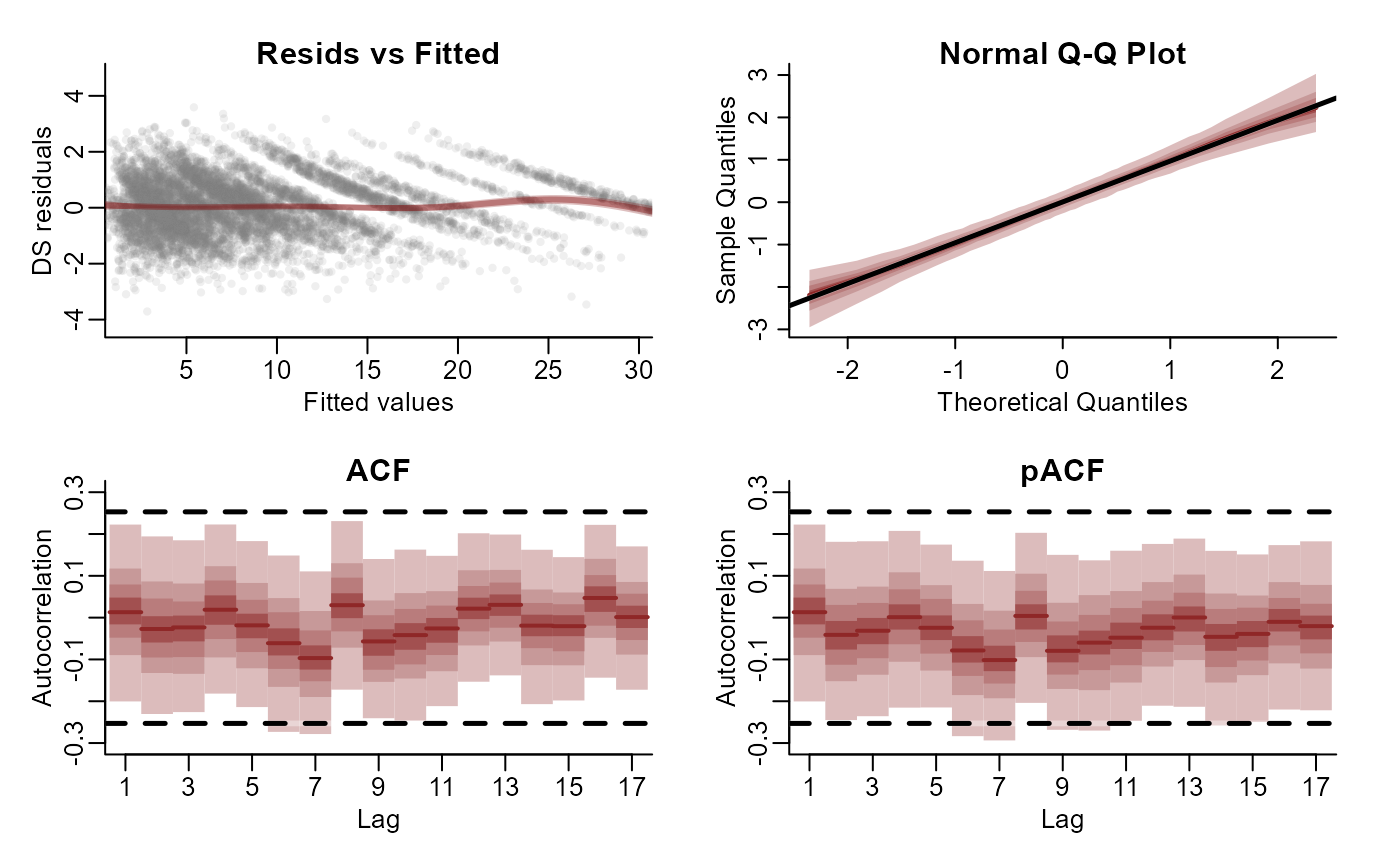 Resids vs Fitted
DS residuals
4
2
0
-2
-4
5 10 15 20 25 30
Fitted values
Normal Q-Q Plot
Sample Quantiles
3
2
1
0
-1
-3
-2 -1 0 1 2
Theoretical Quantiles
ACF
Autocorrelation
0.3
0.1
-0.1
-0.3
1 3 5 7 9 11 13 15 17
Lag
pACF
Autocorrelation
0.3
0.1
-0.1
-0.3
1 3 5 7 9 11 13 15 17
Lag